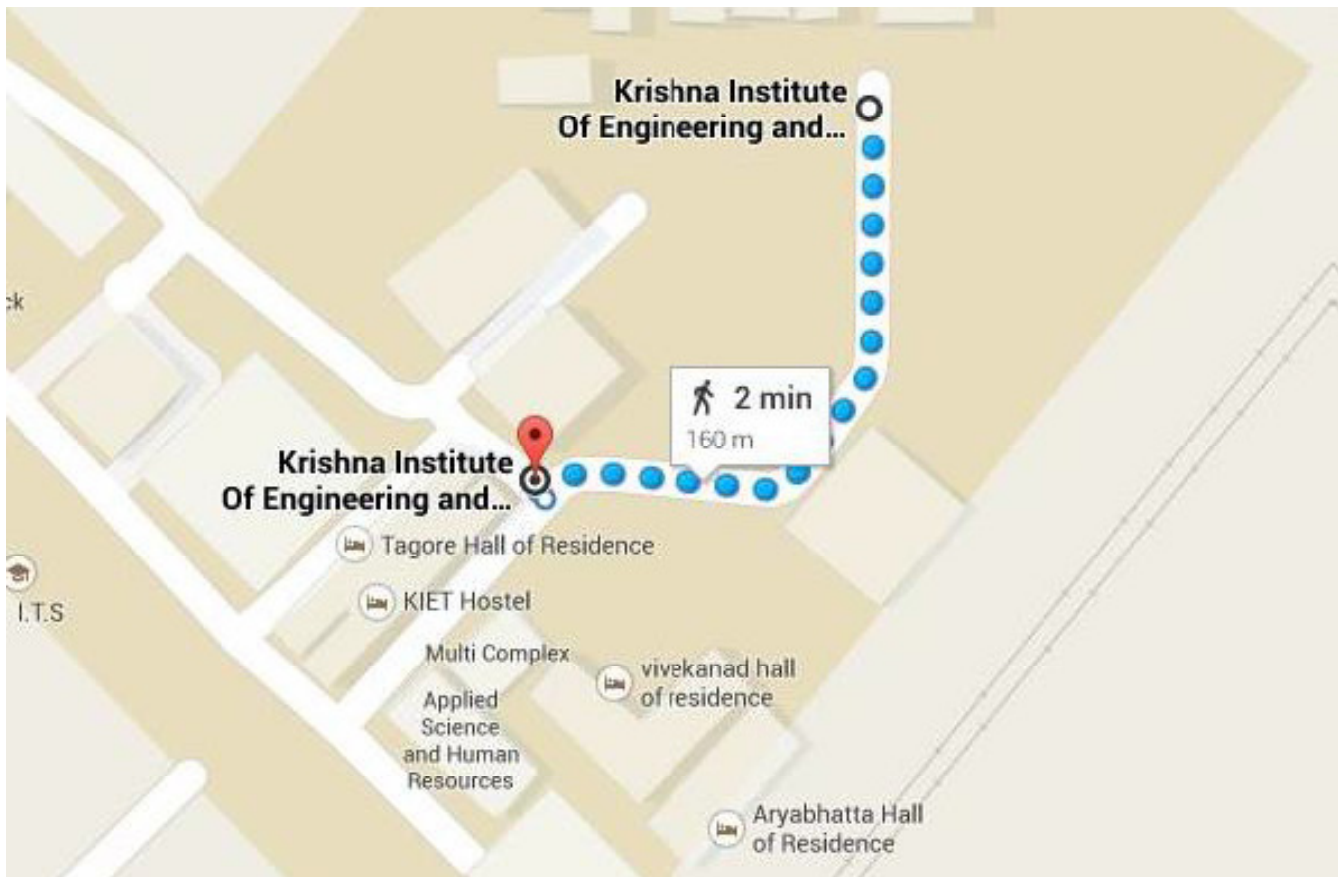 Krishna Institute
Of Engineering and...
ck
2 min
160 m
Krishna Institute
Of Engineering and...
Tagore Hall of Residence
KIET Hostel
I.T.S
Multi Complex
vivekanad hall
of residence
Applied
Science
and Human
Resources
Aryabhatta Hall
of Residence